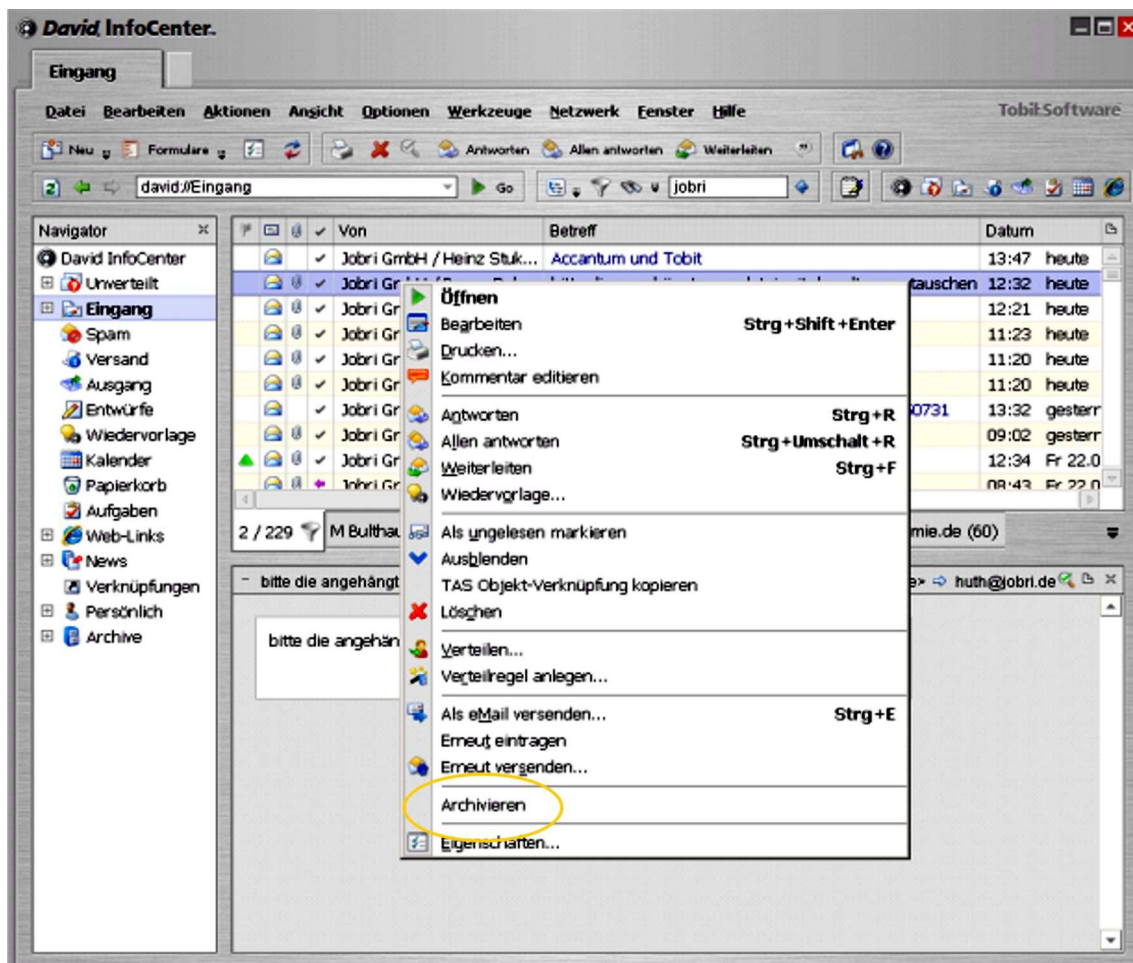 David InfoCenter.
Eingang
Datei Bearbeiten Aktionen Ansicht Optionen Werkzeuge Netzwerk Fenster Hilfe Tobit.Software
Neu Formulare Antworten Allen antworten Weiterleiten
david://Eingang Go jobri
Navigator Von Betreff Datum
David InfoCenter Jobri GmbH / Heinz Stuk... Accantum und Tobit 13:47 heute
Unverteilt Jobri tauschen 12:32 heute
Eingang Jobri Gr 12:21 heute
Spam Jobri Gr 11:23 heute
Versand Jobri Gr 11:20 heute
Ausgang Jobri Gr 11:20 heute
Entwürfe Jobri Gr 0731 13:32 gestern
Wiedervorlage Jobri Gr 09:02 gestern
Kalender Jobri Gr 12:34 Fr 22.0
Papierkorb Jobri Gr 08:43 Fr 22.0
Aufgaben
Web-Links 2 / 229 M Bulthau mie.de (60)
News
Verknüpfungen bitte die angehängt e> huth@jobri.de
Persönlich
Archive bitte die angehän
Öffnen
Bearbeiten Strg+Shift+Enter
Drucken...
Kommentar editieren
Antworten Strg+R
Allen antworten Strg+Umschalt+R
Weiterleiten Strg+F
Wiedervorlage...
Als ungelesen markieren
Ausblenden
TAS Objekt-Verknüpfung kopieren
Löschen
Verteilen...
Verteilregel anlegen...
Als eMail versenden... Strg+E
Erneut eintragen
Erneut versenden...
Archivieren
Eigenschaften...